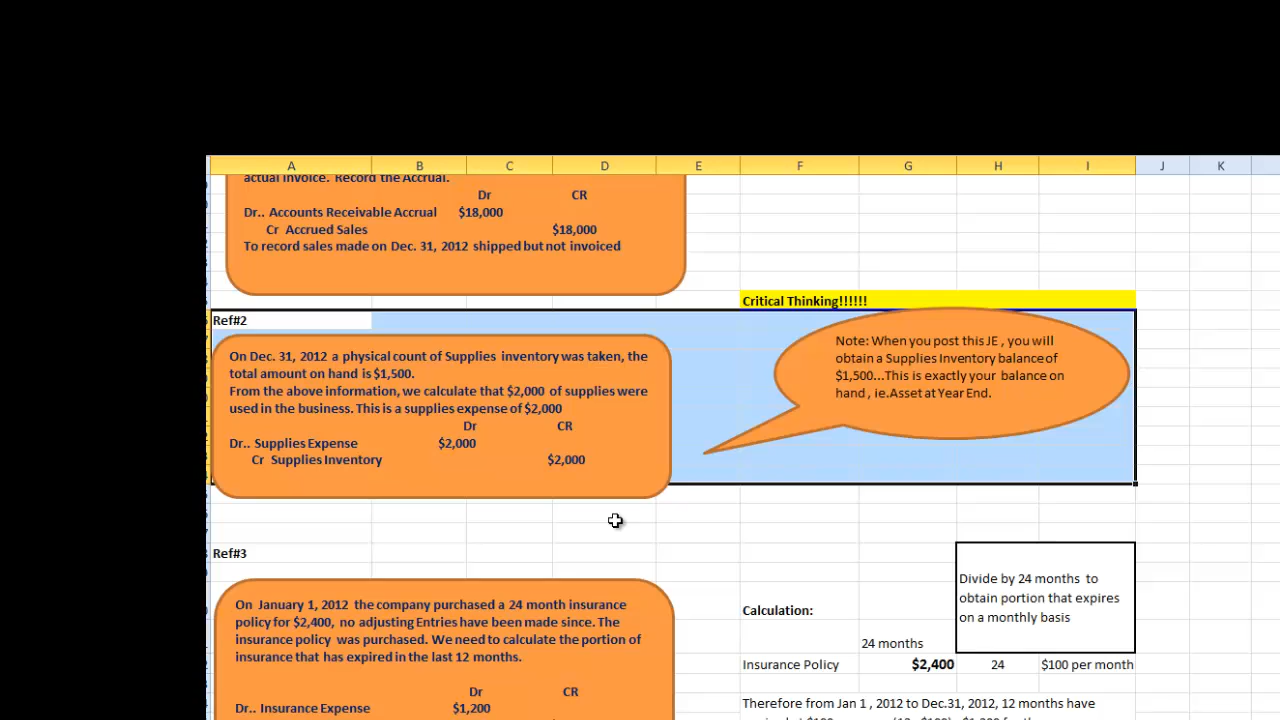 A B C D E F G H I J K
actual invoice. Record the Accrual.
Dr CR
Dr.. Accounts Receivable Accrual $18,000
Cr Accrued Sales $18,000
To record sales made on Dec. 31, 2012 shipped but not invoiced
Critical Thinking!!!!!!
Ref#2
On Dec. 31, 2012 a physical count of Supplies inventory was taken, the
total amount on hand is $1,500.
From the above information, we calculate that $2,000 of supplies were
used in the business. This is a supplies expense of $2,000
Dr CR
Dr.. Supplies Expense $2,000
Cr Supplies Inventory $2,000
Note: When you post this JE , you will
obtain a Supplies Inventory balance of
$1,500...This is exactly your balance on
hand , ie.Asset at Year End.
Ref#3
On January 1, 2012 the company purchased a 24 month insurance
policy for $2,400, no adjusting Entries have been made since. The
insurance policy was purchased. We need to calculate the portion of
insurance that has expired in the last 12 months.
Dr CR
Dr.. Insurance Expense $1,200
Divide by 24 months to
obtain portion that expires
on a monthly basis
Calculation:
24 months
Insurance Policy $2,400 24 $100 per month
Therefore from Jan 1 , 2012 to Dec.31, 2012, 12 months have